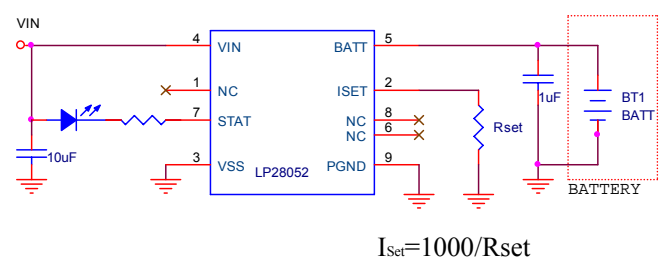 VIN
4
VIN
BATT
5
1
NC
ISET
2
1uF
BT1
BATT
7
STAT
NC
8
NC
6
Rset
10uF
3
VSS
LP28052
PGND
9
BATTERY
ISet=1000/Rset